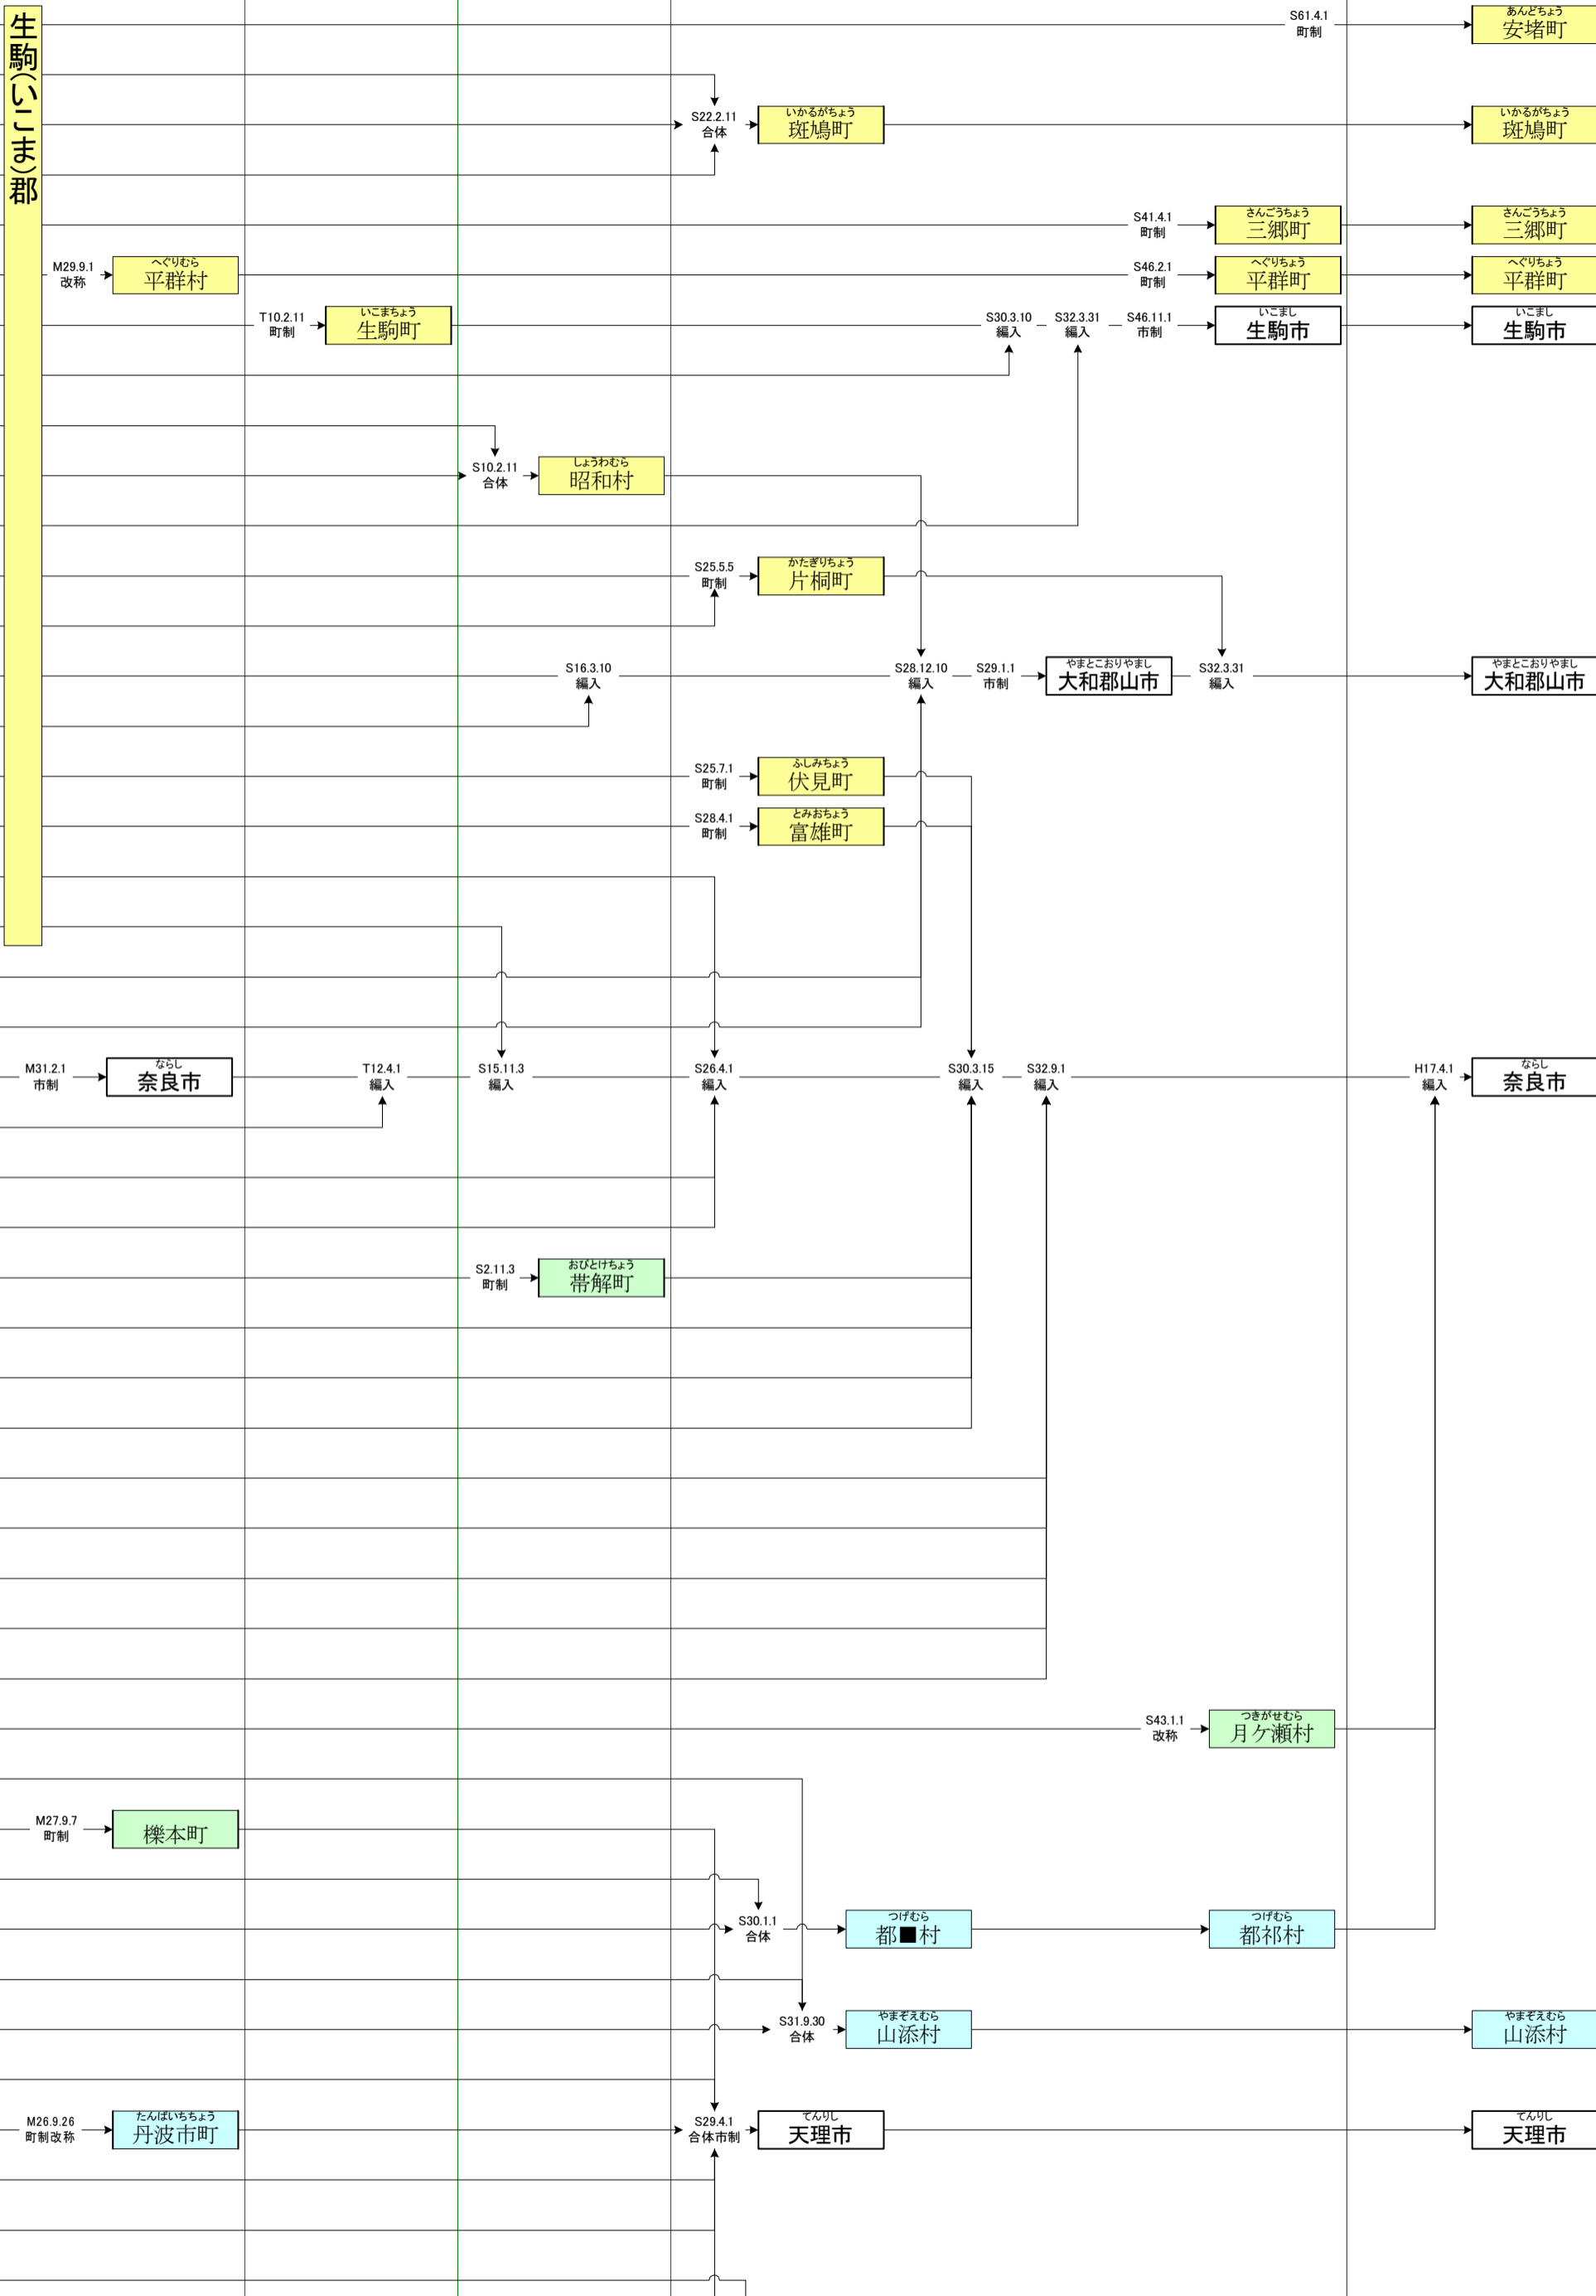 生駒(いこま)郡
S61.4.1
町制
あんどちょう
安堵町
S22.2.11
合体
いかるがちょう
斑鳩町
いかるがちょう
斑鳩町
S41.4.1
町制
さんごうちょう
三郷町
さんごうちょう
三郷町
M29.9.1
改称
へぐりむら
平群村
S46.2.1
町制
へぐりちょう
平群町
へぐりちょう
平群町
T10.2.11
町制
いこまちょう
生駒町
S30.3.10
編入
S32.3.31
編入
S46.11.1
市制
いこまし
生駒市
いこまし
生駒市
S10.2.11
合体
しょうわむら
昭和村
S25.5.5
町制
かたぎりちょう
片桐町
S16.3.10
編入
S28.12.10
編入
S29.1.1
市制
やまとこおりやまし
大和郡山市
S32.3.31
編入
やまとこおりやまし
大和郡山市
S25.7.1
町制
ふしみちょう
伏見町
S28.4.1
町制
とみおちょう
富雄町
M31.2.1
市制
ならし
奈良市
T12.4.1
編入
S15.11.3
編入
S26.4.1
編入
S30.3.15
編入
S32.9.1
編入
H17.4.1
編入
ならし
奈良市
S2.11.3
町制
おびとけちょう
帯解町
S43.1.1
改称
つきがせむら
月ケ瀬村
M27.9.7
町制
櫟本町
S30.1.1
合体
つげむら
都■村
つげむら
都祁村
S31.9.30
合体
やまぞえむら
山添村
やまぞえむら
山添村
M26.9.26
町制改称
たんばいちちょう
丹波市町
S29.4.1
合体市制
てんりし
天理市
てんりし
天理市